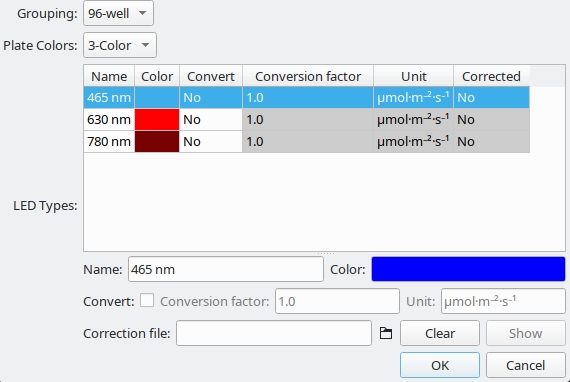 Grouping: 96-well
Plate Colors: 3-Color
Name Color Convert Conversion factor Unit Corrected
465 nm No 1.0 µmol·m⁻²·s⁻¹ No
630 nm No 1.0 µmol·m⁻²·s⁻¹ No
780 nm No 1.0 µmol·m⁻²·s⁻¹ No
LED Types:
Name: 465 nm Color:
Convert: Conversion factor: 1.0 Unit: µmol·m⁻²·s⁻¹
Correction file: Clear Show
OK Cancel